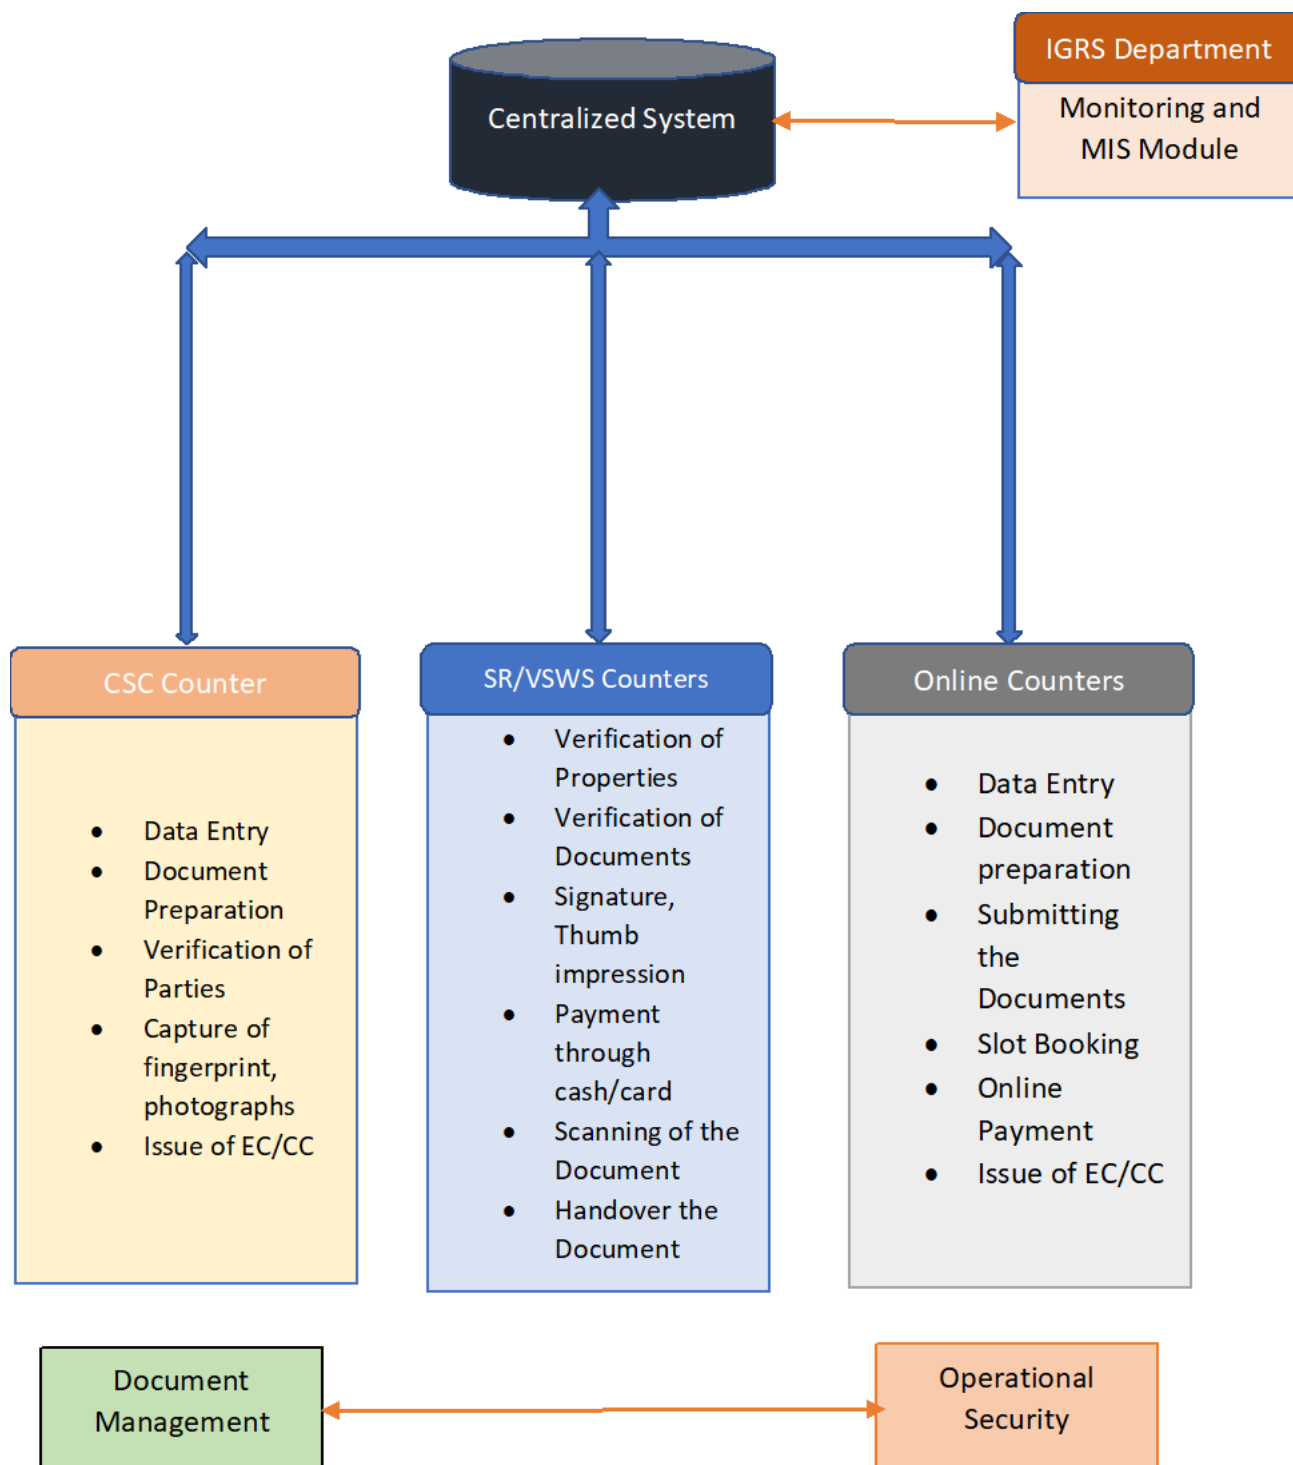 IGRS Department
Centralized System
Monitoring and
MIS Module
CSC Counter
● Data Entry
● Document
Preparation
● Verification of
Parties
● Capture of
fingerprint,
photographs
● Issue of EC/CC
SR/VSWS Counters
● Verification of
Properties
● Verification of
Documents
● Signature,
Thumb
impression
● Payment
through
cash/card
● Scanning of the
Document
● Handover the
Document
Online Counters
● Data Entry
● Document
preparation
● Submitting
the
Documents
● Slot Booking
● Online
Payment
● Issue of EC/CC
Document
Management
Operational
Security